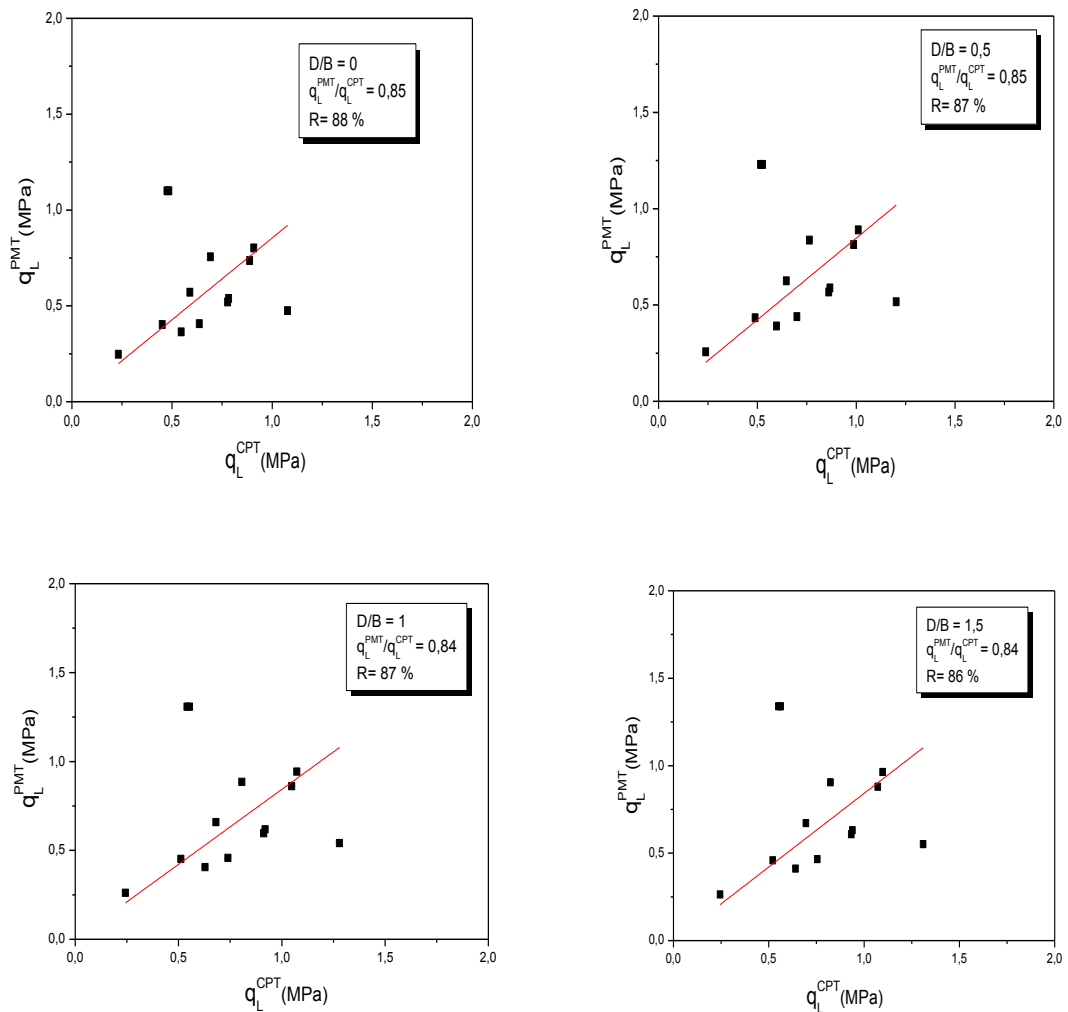 2,0
1,5
1,0
0,5
0,0
q_L^PMT (MPa)
D/B = 0
q_L^PMT/q_L^CPT = 0,85
R= 88 %
0,0 0,5 1,0 1,5 2,0
q_L^CPT (MPa)
2,0
1,5
1,0
0,5
0,0
q_L^PMT (MPa)
D/B = 0,5
q_L^PMT/q_L^CPT = 0,85
R= 87 %
0,0 0,5 1,0 1,5 2,0
q_L^CPT (MPa)
2,0
1,5
1,0
0,5
0,0
q_L^PMT (MPa)
D/B = 1
q_L^PMT/q_L^CPT = 0,84
R= 87 %
0,0 0,5 1,0 1,5 2,0
q_L^CPT (MPa)
2,0
1,5
1,0
0,5
0,0
q_L^PMT (MPa)
D/B = 1,5
q_L^PMT/q_L^CPT = 0,84
R= 86 %
0,0 0,5 1,0 1,5 2,0
q_L^CPT (MPa)